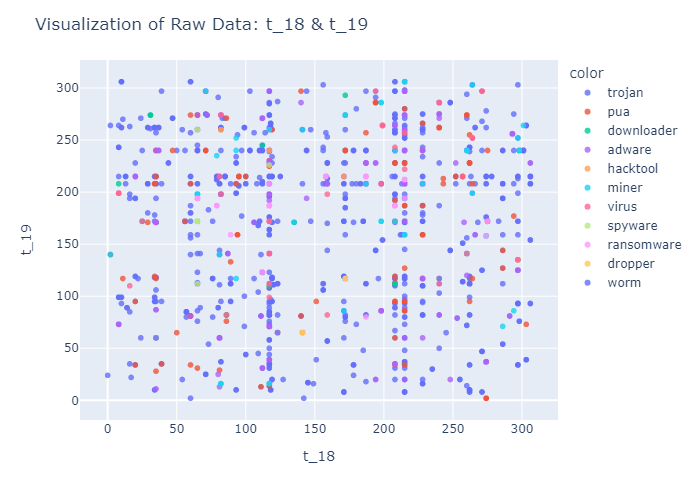 Visualization of Raw Data: t_18 & t_19
color
trojan
pua
downloader
adware
hacktool
miner
virus
spyware
ransomware
dropper
worm
t_19
300
250
200
150
100
50
0
0 50 100 150 200 250 300
t_18